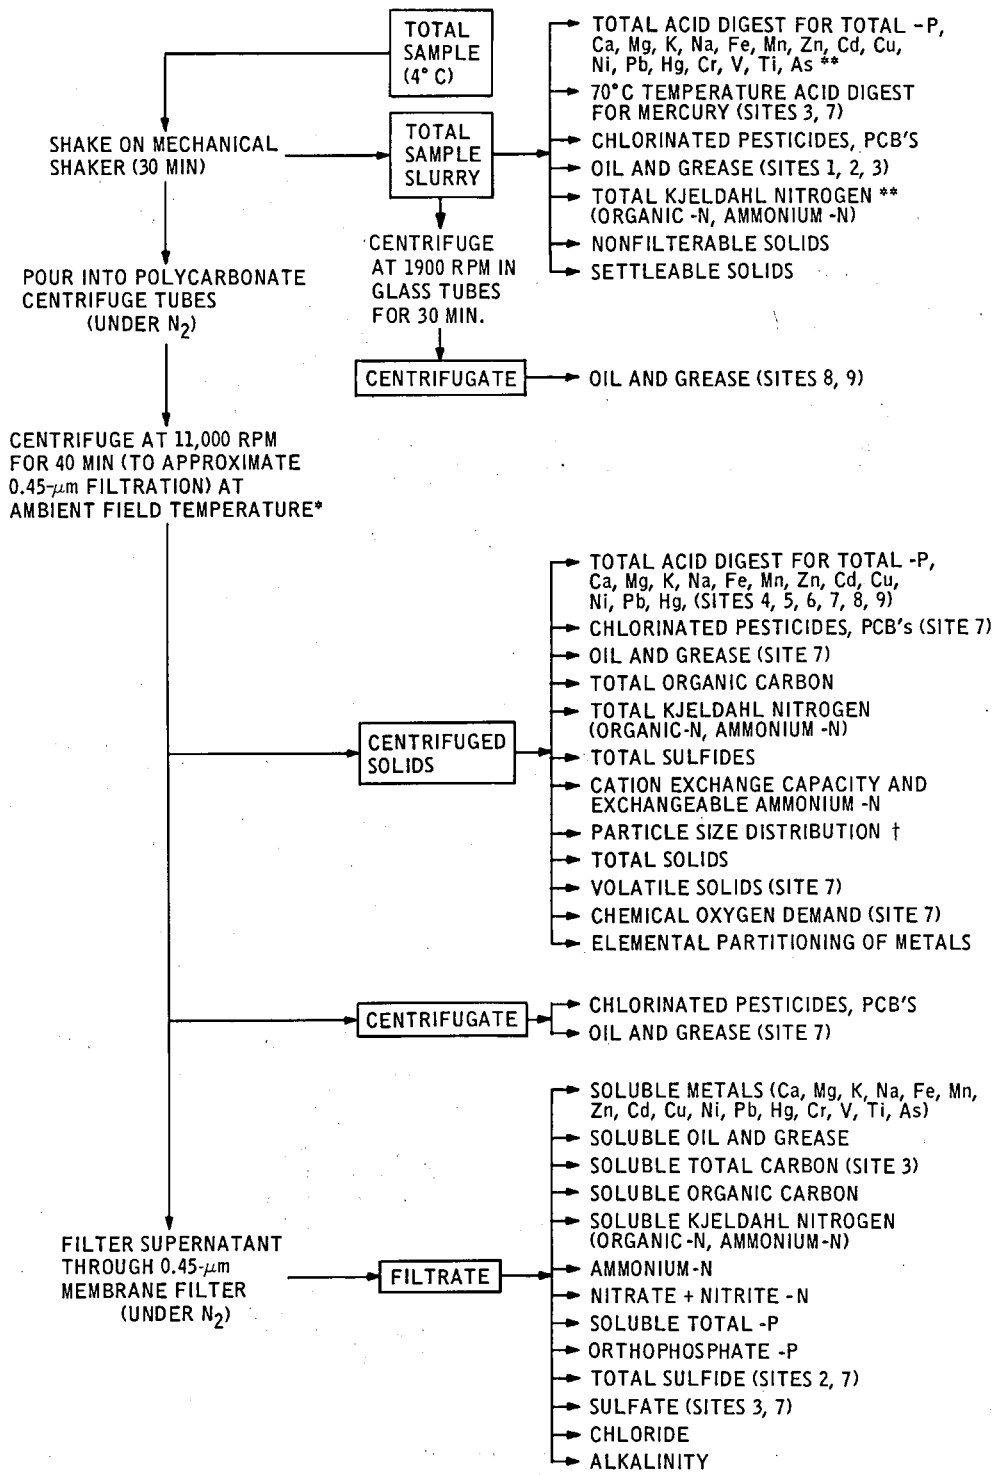 TOTAL
SAMPLE
(4° C)
SHAKE ON MECHANICAL
SHAKER (30 MIN)
TOTAL
SAMPLE
SLURRY
TOTAL ACID DIGEST FOR TOTAL -P,
Ca, Mg, K, Na, Fe, Mn, Zn, Cd, Cu,
Ni, Pb, Hg, Cr, V, Ti, As **
70°C TEMPERATURE ACID DIGEST
FOR MERCURY (SITES 3, 7)
CHLORINATED PESTICIDES, PCB'S
OIL AND GREASE (SITES 1, 2, 3)
TOTAL KJELDAHL NITROGEN **
(ORGANIC -N, AMMONIUM -N)
NONFILTERABLE SOLIDS
SETTLEABLE SOLIDS
CENTRIFUGE
AT 1900 RPM IN
GLASS TUBES
FOR 30 MIN.
CENTRIFUGATE
OIL AND GREASE (SITES 8, 9)
POUR INTO POLYCARBONATE
CENTRIFUGE TUBES
(UNDER N₂)
CENTRIFUGE AT 11,000 RPM
FOR 40 MIN (TO APPROXIMATE
0.45-μm FILTRATION) AT
AMBIENT FIELD TEMPERATURE*
CENTRIFUGED
SOLIDS
TOTAL ACID DIGEST FOR TOTAL -P,
Ca, Mg, K, Na, Fe, Mn, Zn, Cd, Cu,
Ni, Pb, Hg, (SITES 4, 5, 6, 7, 8, 9)
CHLORINATED PESTICIDES, PCB's (SITE 7)
OIL AND GREASE (SITE 7)
TOTAL ORGANIC CARBON
TOTAL KJELDAHL NITROGEN
(ORGANIC-N, AMMONIUM -N)
TOTAL SULFIDES
CATION EXCHANGE CAPACITY AND
EXCHANGEABLE AMMONIUM -N
PARTICLE SIZE DISTRIBUTION †
TOTAL SOLIDS
VOLATILE SOLIDS (SITE 7)
CHEMICAL OXYGEN DEMAND (SITE 7)
ELEMENTAL PARTITIONING OF METALS
CENTRIFUGATE
CHLORINATED PESTICIDES, PCB'S
OIL AND GREASE (SITE 7)
FILTER SUPERNATANT
THROUGH 0.45-μm
MEMBRANE FILTER
(UNDER N₂)
FILTRATE
SOLUBLE METALS (Ca, Mg, K, Na, Fe, Mn,
Zn, Cd, Cu, Ni, Pb, Hg, Cr, V, Ti, As)
SOLUBLE OIL AND GREASE
SOLUBLE TOTAL CARBON (SITE 3)
SOLUBLE ORGANIC CARBON
SOLUBLE KJELDAHL NITROGEN
(ORGANIC -N, AMMONIUM-N)
AMMONIUM-N
NITRATE + NITRITE -N
SOLUBLE TOTAL -P
ORTHOPHOSPHATE -P
TOTAL SULFIDE (SITES 2, 7)
SULFATE (SITES 3, 7)
CHLORIDE
ALKALINITY